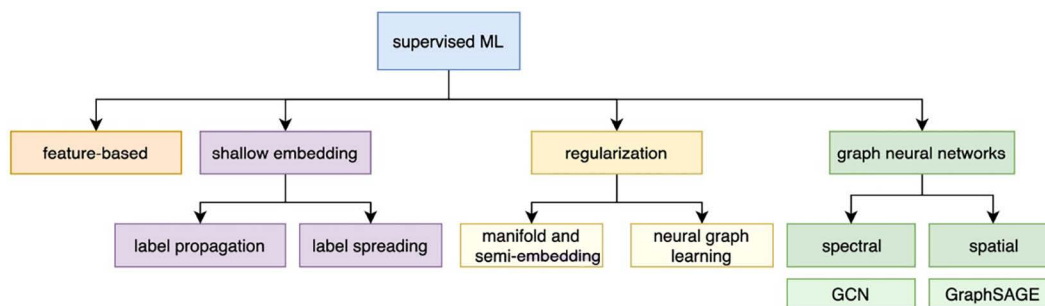 supervised ML
feature-based
shallow embedding
regularization
graph neural networks
label propagation
label spreading
manifold and
semi-embedding
neural graph
learning
spectral
spatial
GCN
GraphSAGE